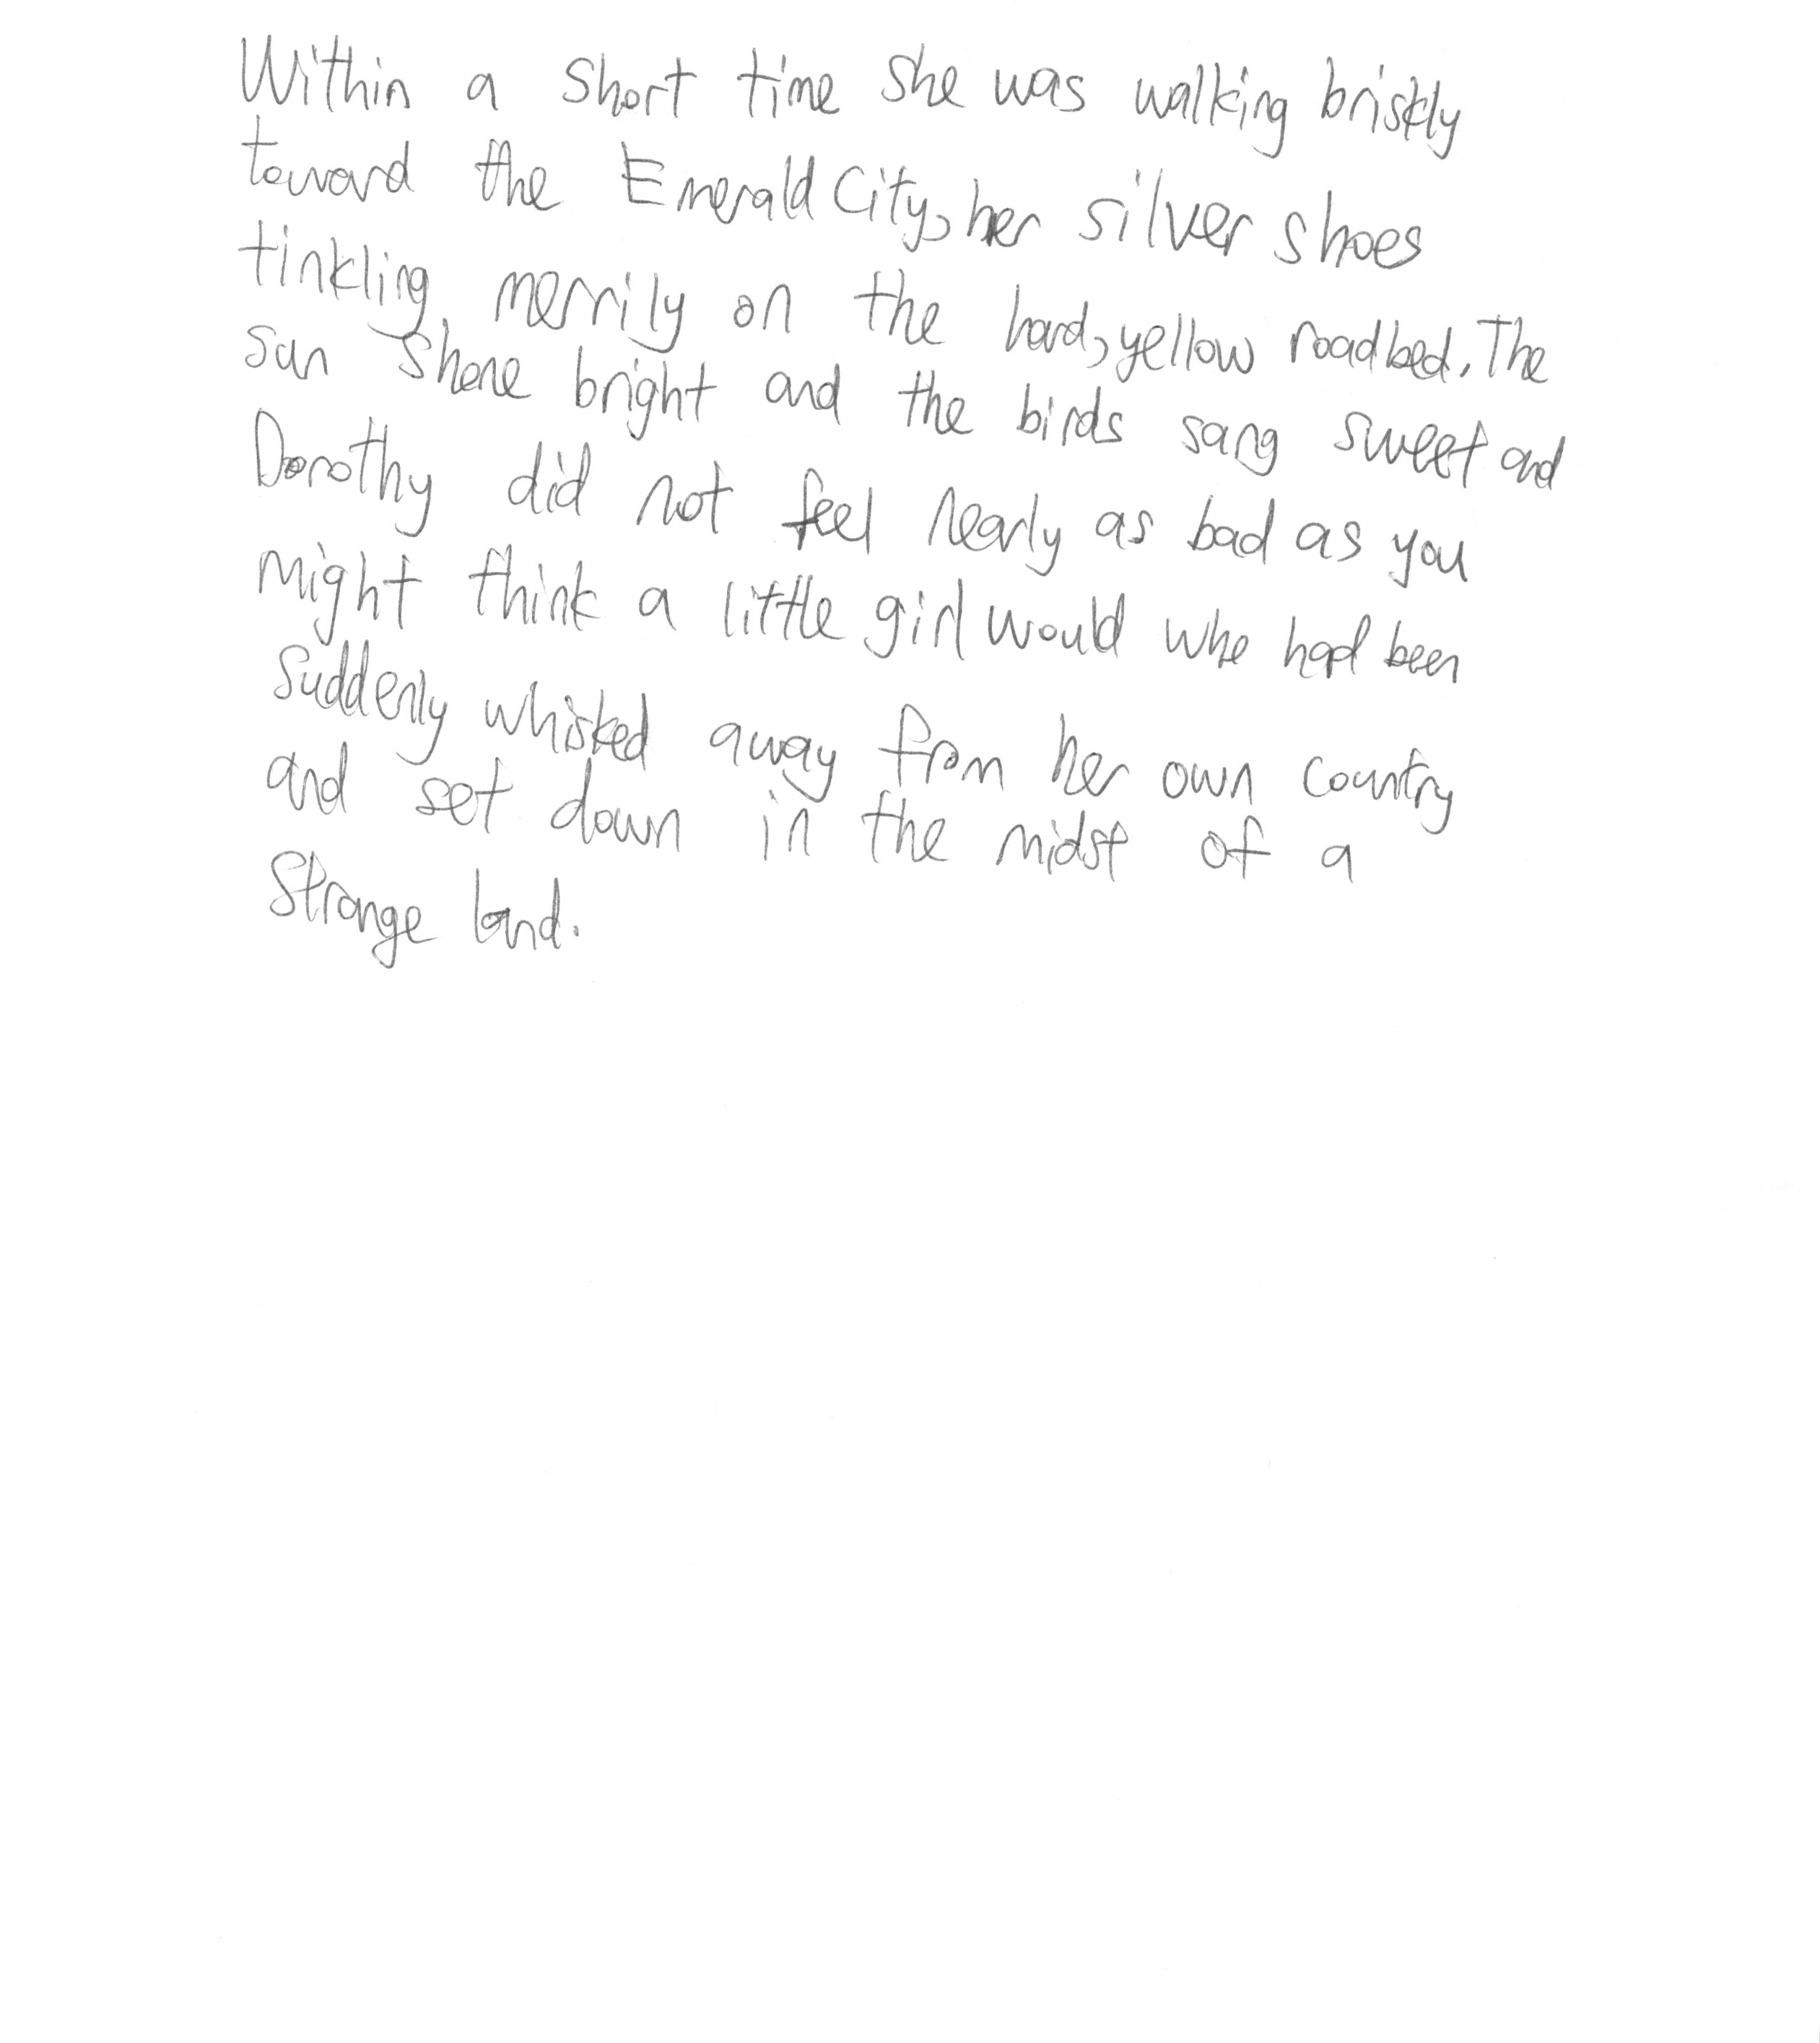 Within a short time she was walking briskly
toward the Emerald City, her silver shoes
tinkling merrily on the hard, yellow roadbed. The
sun shone bright and the birds sang sweet and
Dorothy did not feel nearly as bad as you
might think a little girl would who had been
suddenly whisked away from her own country
and set down in the midst of a
strange land.